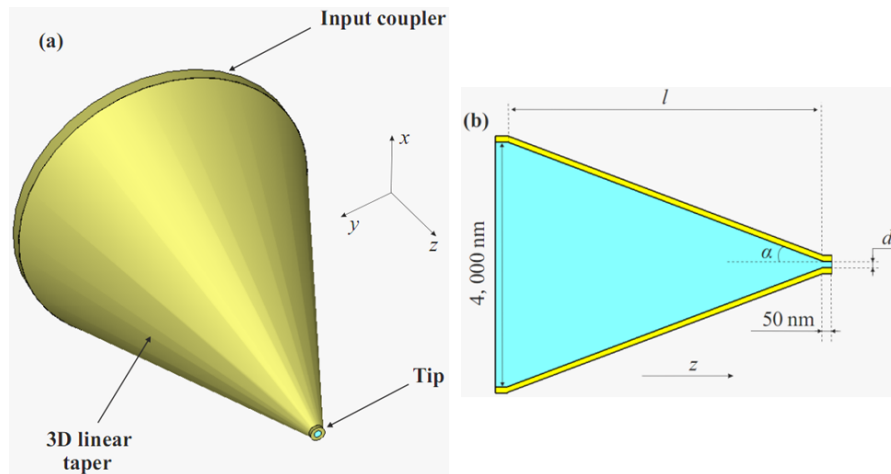 (a)
Input coupler
x
y
z
Tip
3D linear
taper
(b)
l
4, 000 nm
α
d
50 nm
z